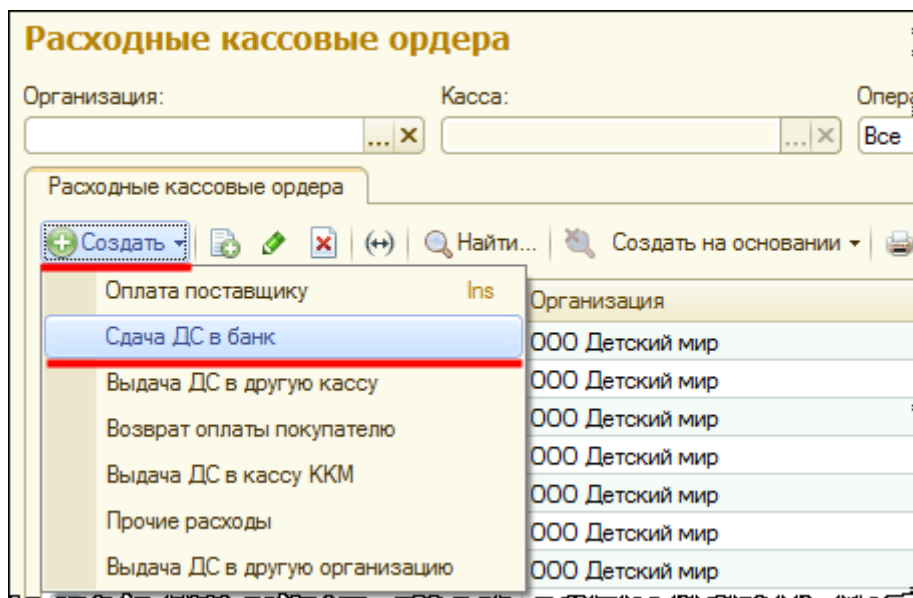 Расходные кассовые ордера
Организация: Касса: Опера
... × ... × Все
Расходные кассовые ордера
Создать Найти... Создать на основании
Оплата поставщику Ins Организация
Сдача ДС в банк ООО Детский мир
Выдача ДС в другую кассу ООО Детский мир
Возврат оплаты покупателю ООО Детский мир
Выдача ДС в кассу ККМ ООО Детский мир
Прочие расходы ООО Детский мир
Выдача ДС в другую организацию ООО Детский мир
ООО Детский мир